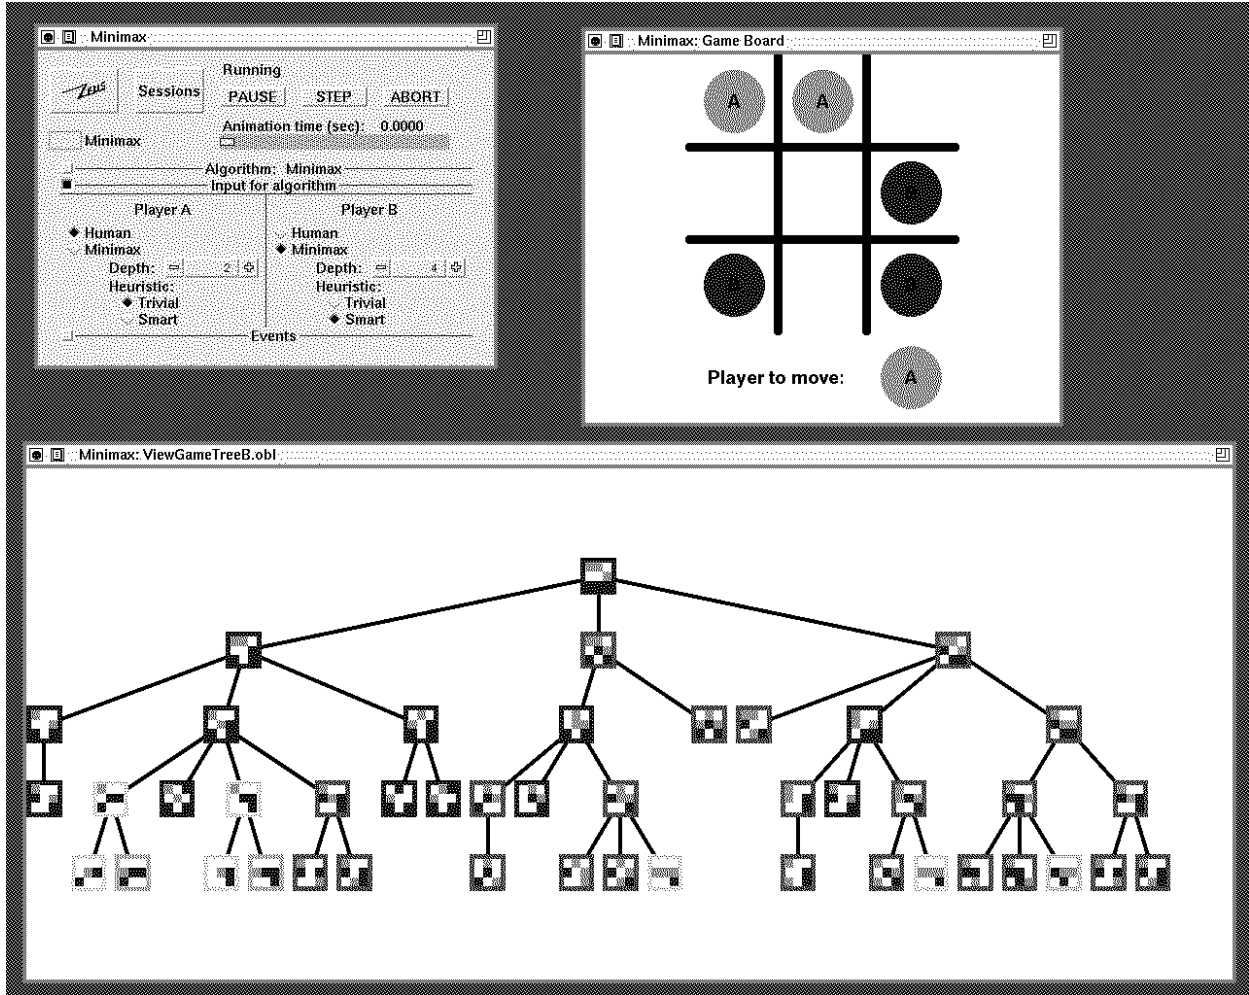 Minimax
Zeus
Sessions
Running
PAUSE STEP ABORT
Animation time (sec): 0.0000
Minimax
Algorithm: Minimax
Input for algorithm
Player A Player B
Human Human
Minimax Minimax
Depth: 2 Depth: 4
Heuristic: Heuristic:
Trivial Trivial
Smart Smart
Events
Minimax: Game Board
A A
B
B B
Player to move: A
Minimax: ViewGameTreeB.obl